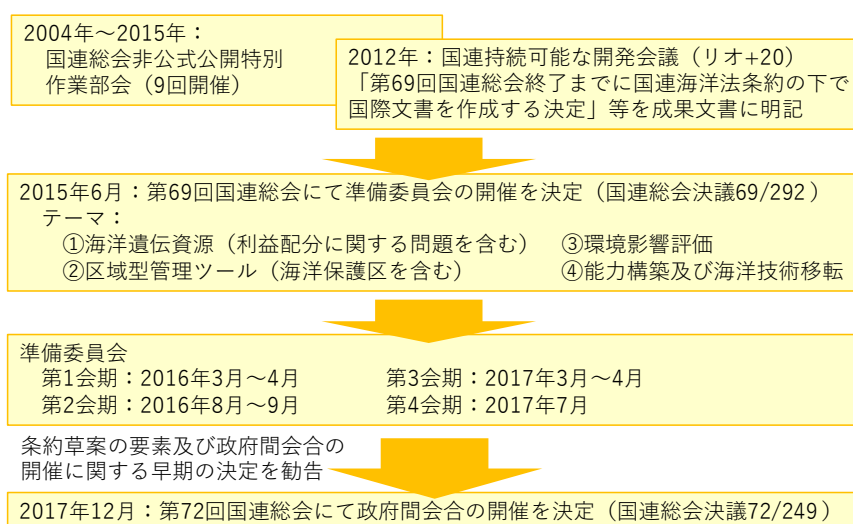 2004年～2015年：
国連総会非公式公開特別
作業部会（9回開催）
2012年：国連持続可能な開発会議（リオ+20）
「第69回国連総会終了までに国連海洋法条約の下で
国際文書を作成する決定」等を成果文書に明記
2015年6月：第69回国連総会にて準備委員会の開催を決定（国連総会決議69/292）
テーマ：
①海洋遺伝資源（利益配分に関する問題を含む） ③環境影響評価
②区域型管理ツール（海洋保護区を含む） ④能力構築及び海洋技術移転
準備委員会
第1会期：2016年3月～4月 第3会期：2017年3月～4月
第2会期：2016年8月～9月 第4会期：2017年7月
条約草案の要素及び政府間会合の
開催に関する早期の決定を勧告
2017年12月：第72回国連総会にて政府間会合の開催を決定（国連総会決議72/249）